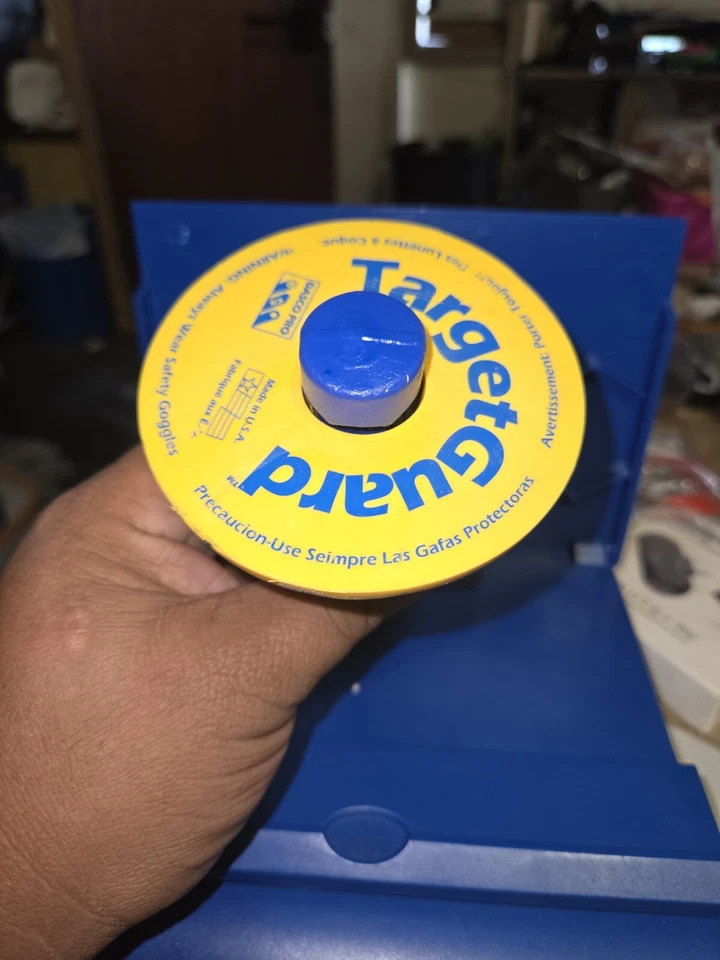 TargetGuard™
DASCO PRO
Made in U.S.A.
Fabriqué aux
WARNING: Always Wear Safety Goggles
Avertissement: Porter Toujours Des Lunettes à Coque.
Precaucion-Use Seimpre Las Gafas Protectoras